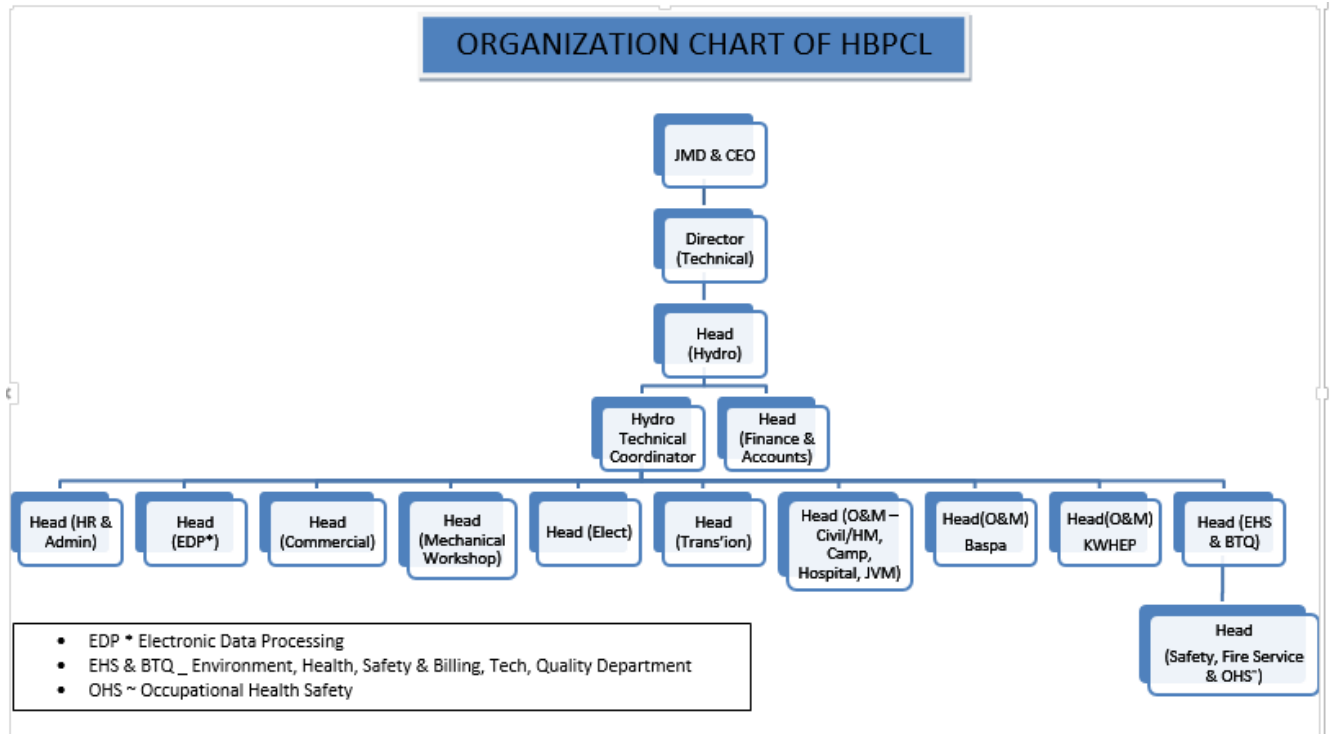 ORGANIZATION CHART OF HBPCL
JMD & CEO
Director
(Technical)
Head
(Hydro)
Hydro
Technical
Coordinator
Head
(Finance &
Accounts)
Head (HR &
Admin)
Head
(EDP*)
Head
(Commercial)
Head
(Mechanical
Workshop)
Head (Elect)
Head
(Trans'ion)
Head (O&M –
Civil/HM,
Camp,
Hospital, JVM)
Head(O&M)
Baspa
Head(O&M)
KWHEP
Head (EHS
& BTQ)
Head
(Safety, Fire Service
& OHS~)
• EDP * Electronic Data Processing
• EHS & BTQ _ Environment, Health, Safety & Billing, Tech, Quality Department
• OHS ~ Occupational Health Safety